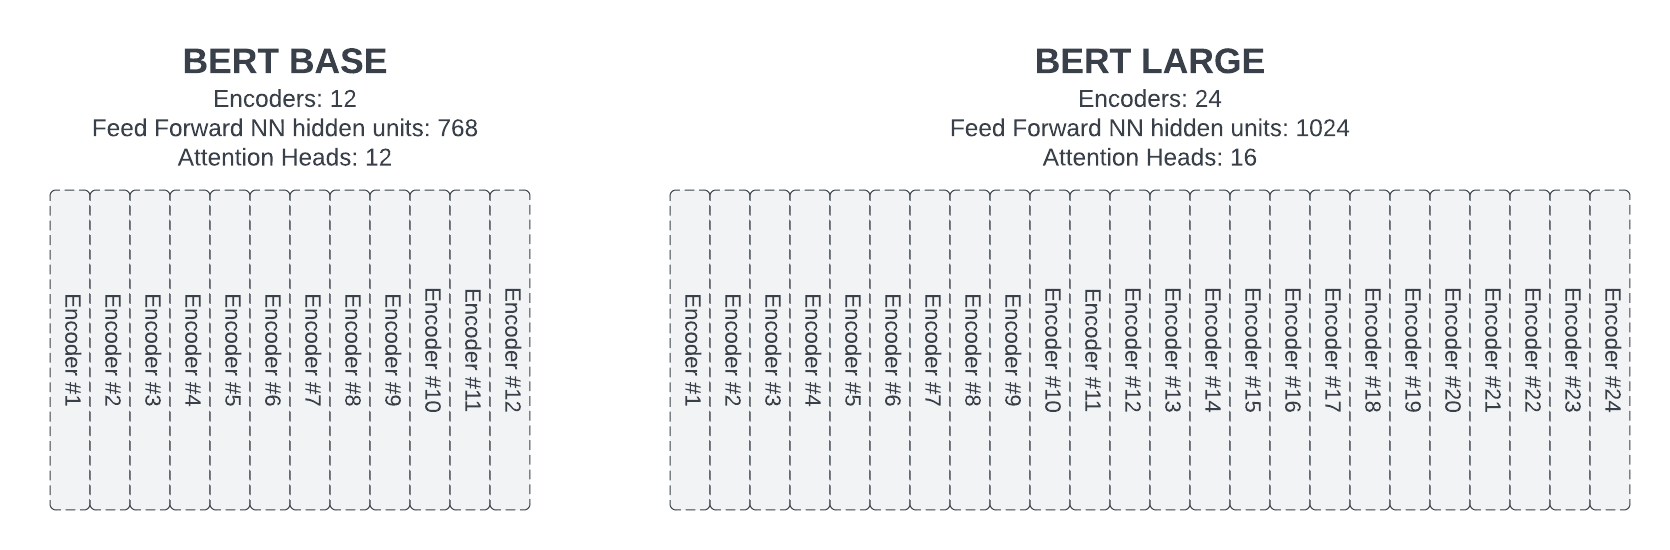 BERT BASE
Encoders: 12
Feed Forward NN hidden units: 768
Attention Heads: 12
Encoder #1
Encoder #2
Encoder #3
Encoder #4
Encoder #5
Encoder #6
Encoder #7
Encoder #8
Encoder #9
Encoder #10
Encoder #11
Encoder #12
BERT LARGE
Encoders: 24
Feed Forward NN hidden units: 1024
Attention Heads: 16
Encoder #1
Encoder #2
Encoder #3
Encoder #4
Encoder #5
Encoder #6
Encoder #7
Encoder #8
Encoder #9
Encoder #10
Encoder #11
Encoder #12
Encoder #13
Encoder #14
Encoder #15
Encoder #16
Encoder #17
Encoder #18
Encoder #19
Encoder #20
Encoder #21
Encoder #22
Encoder #23
Encoder #24